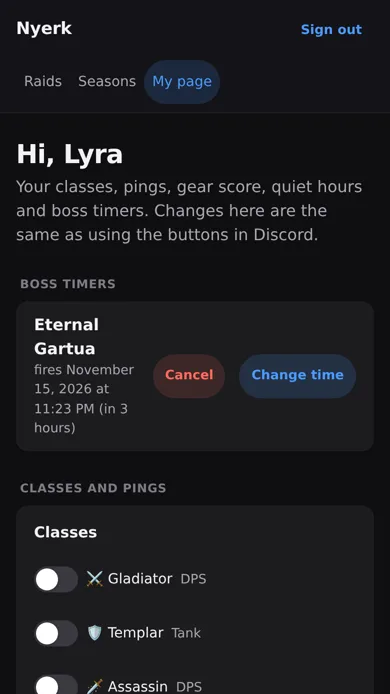 Nyerk
Sign out
Raids Seasons My page
Hi, Lyra
Your classes, pings, gear score, quiet hours
and boss timers. Changes here are the
same as using the buttons in Discord.
BOSS TIMERS
Eternal
Gartua
fires November
15, 2026 at
11:23 PM (in 3
hours)
Cancel
Change time
CLASSES AND PINGS
Classes
Gladiator DPS
Templar Tank
Assassin DPS